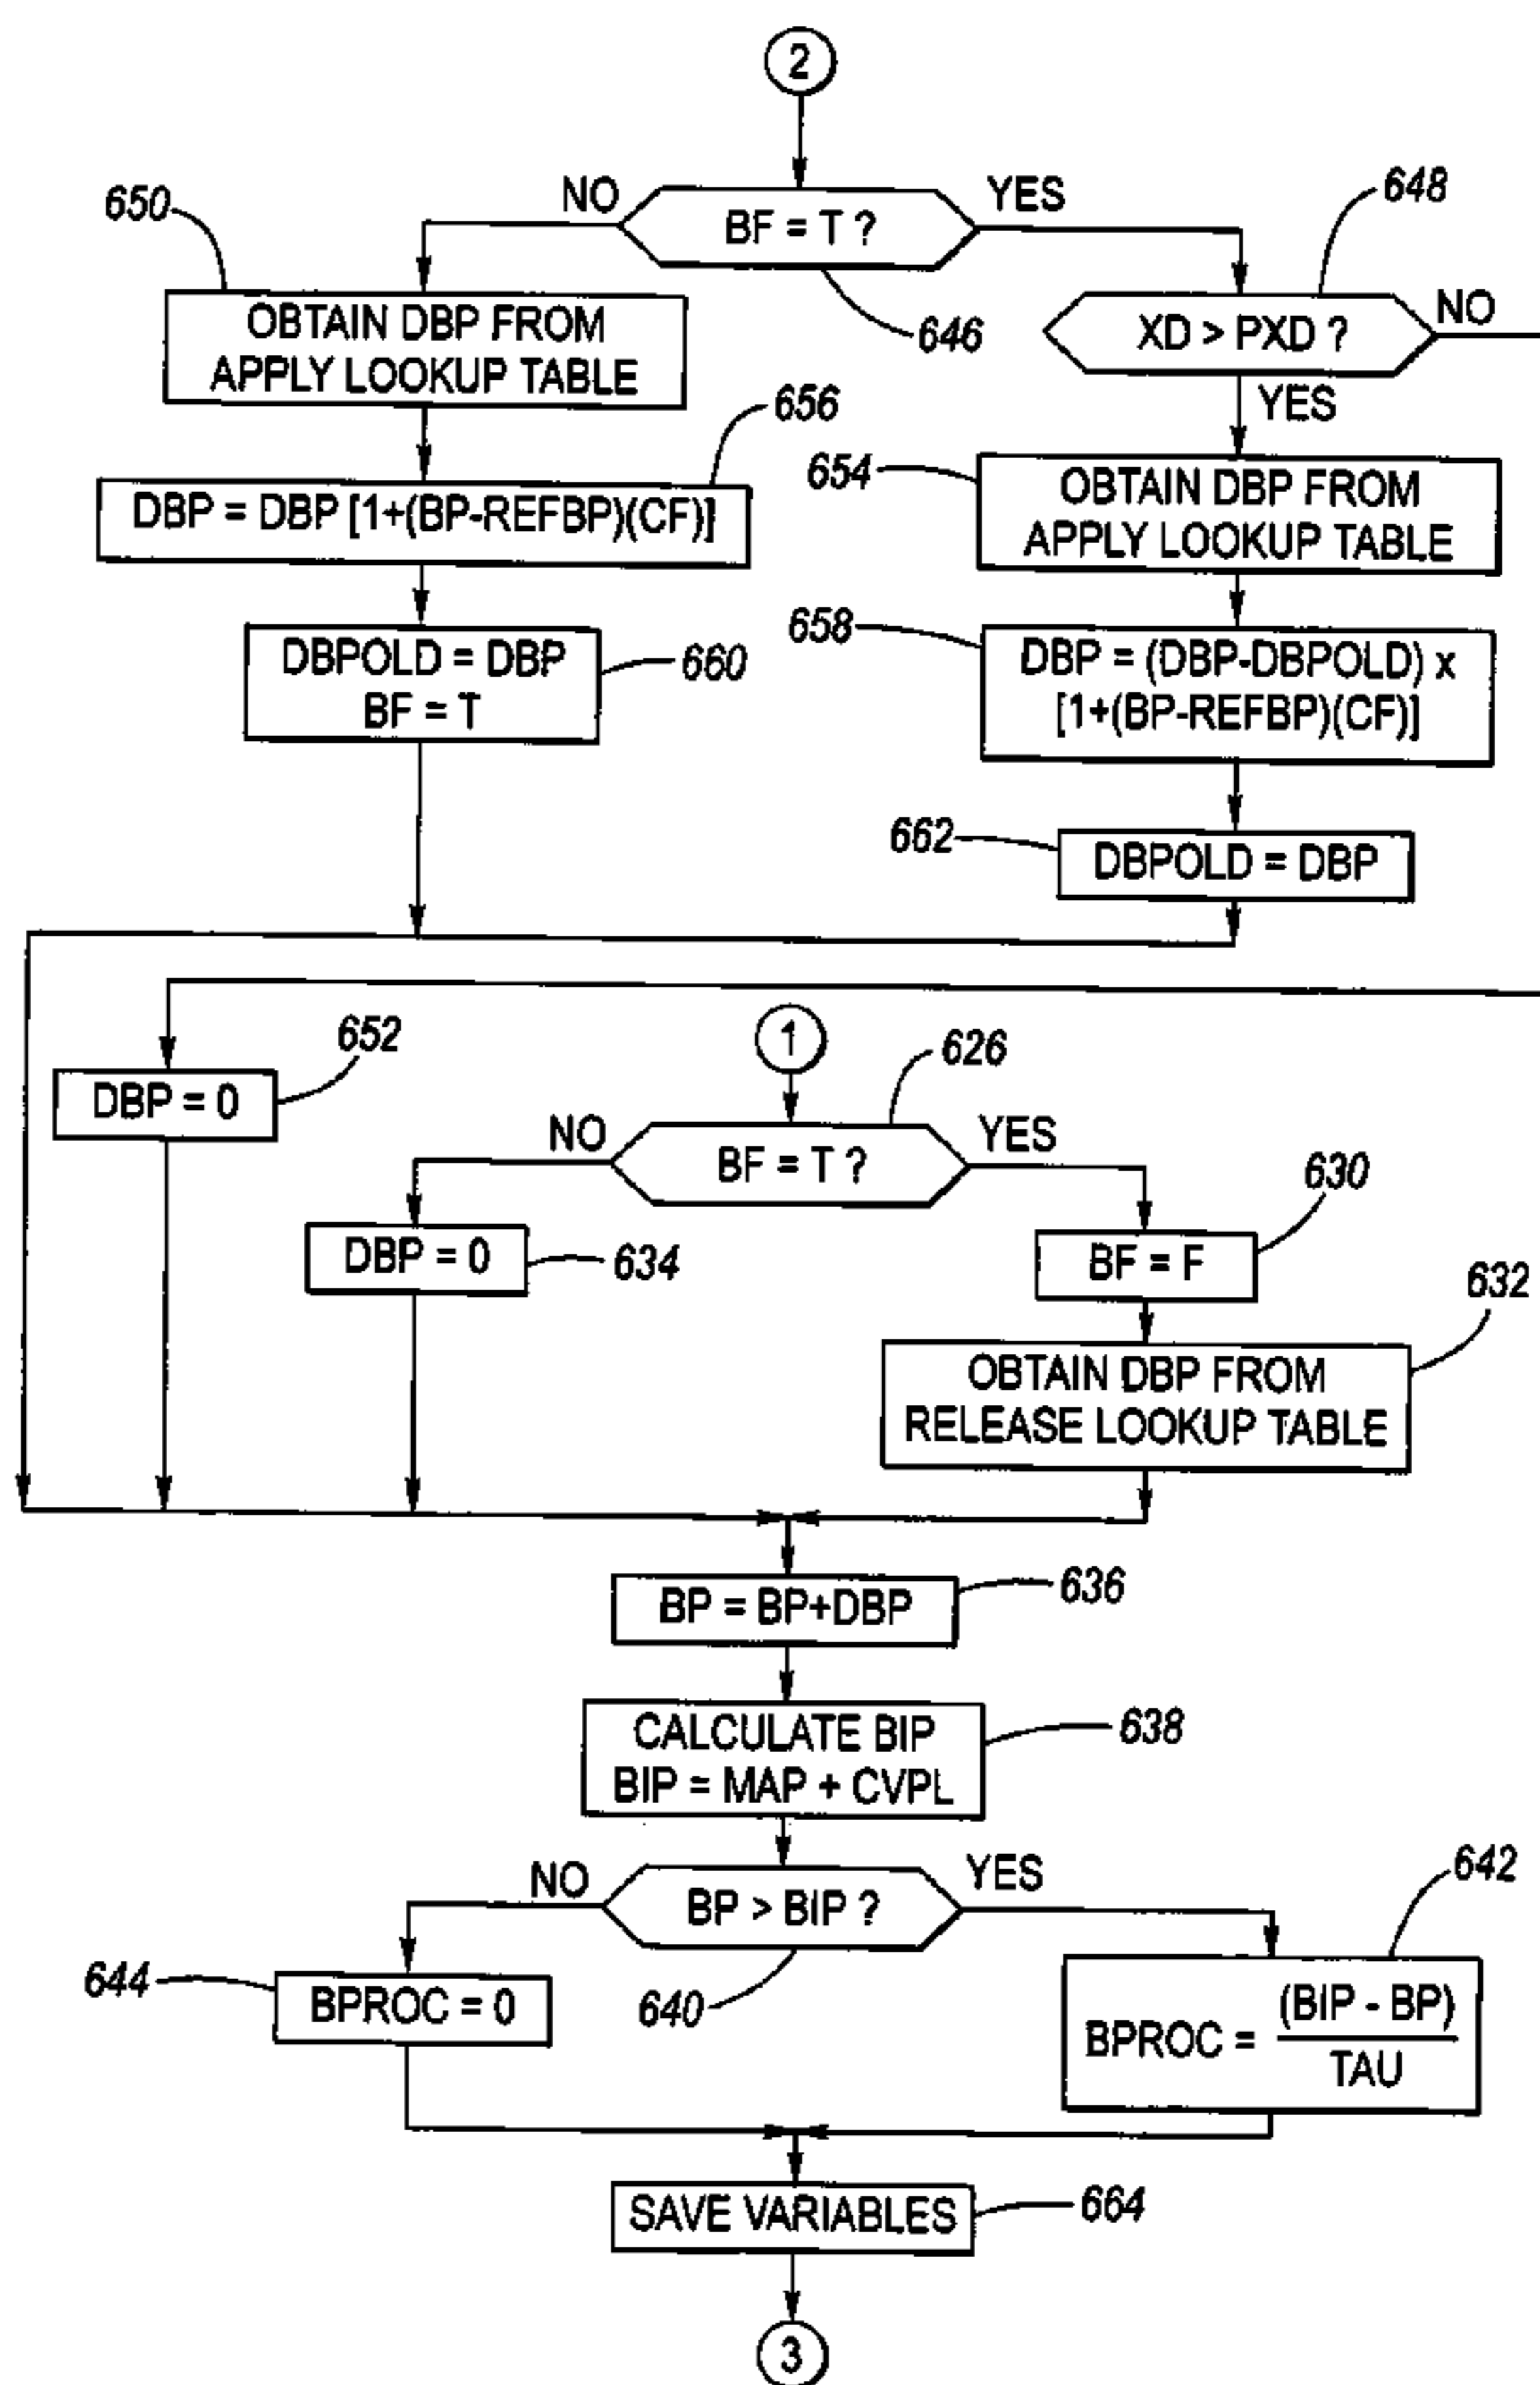 2
NO
YES
650
BF = T ?
648
646
OBTAIN DBP FROM
APPLY LOOKUP TABLE
XD > PXD ?
NO
YES
656
DBP = DBP [1+(BP-REFBP)(CF)]
654
OBTAIN DBP FROM
APPLY LOOKUP TABLE
DBPOLD = DBP
BF = T
660
658
DBP = (DBP-DBPOLD) x
[1+(BP-REFBP)(CF)]
662
DBPOLD = DBP
652
DBP = 0
1
626
NO
YES
BF = T ?
630
DBP = 0
634
BF = F
632
OBTAIN DBP FROM
RELEASE LOOKUP TABLE
BP = BP+DBP
636
CALCULATE BIP
BIP = MAP + CVPL
638
NO
YES
BP > BIP ?
642
644
BPROC = 0
640
BPROC = (BIP - BP)
TAU
SAVE VARIABLES
664
3